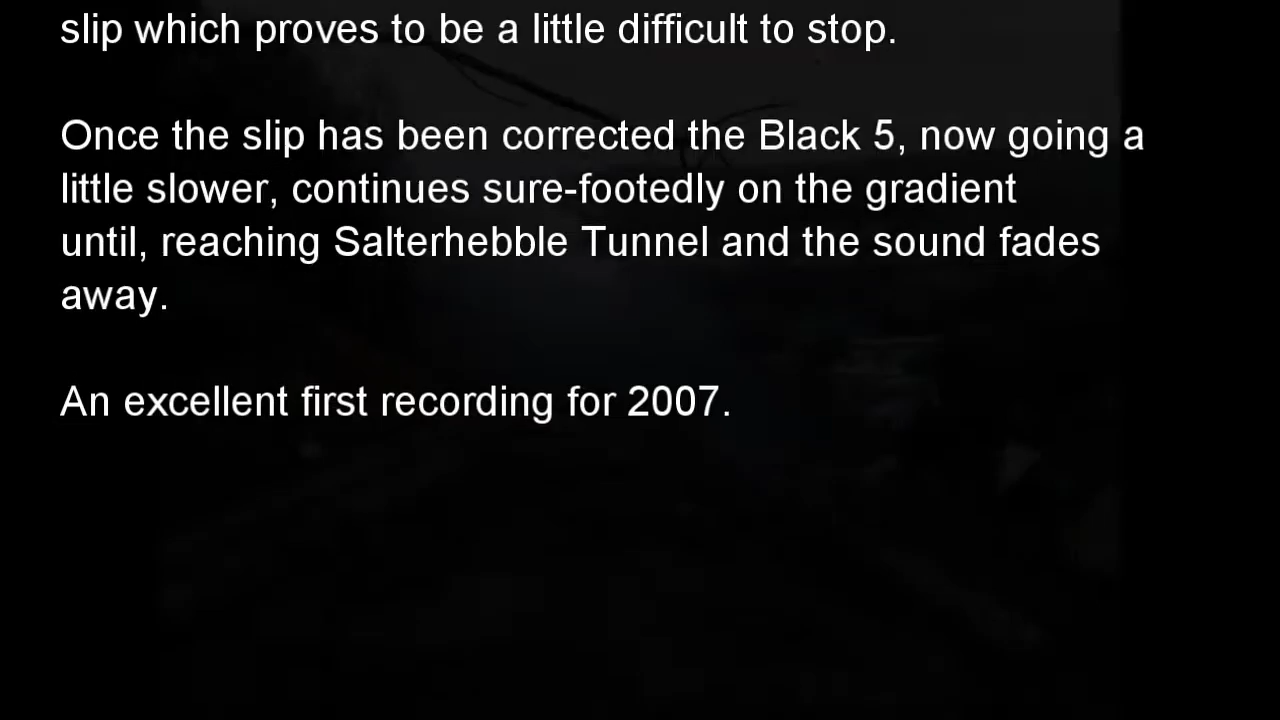 slip which proves to be a little difficult to stop.
Once the slip has been corrected the Black 5, now going a
little slower, continues sure-footedly on the gradient
until, reaching Salterhebble Tunnel and the sound fades
away.
An excellent first recording for 2007.